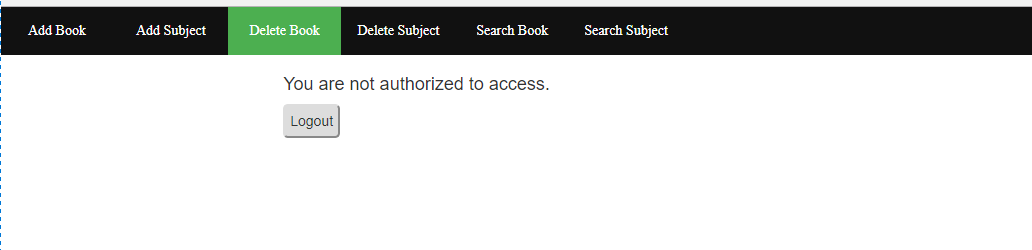 Add Book Add Subject Delete Book Delete Subject Search Book Search Subject
You are not authorized to access.
Logout